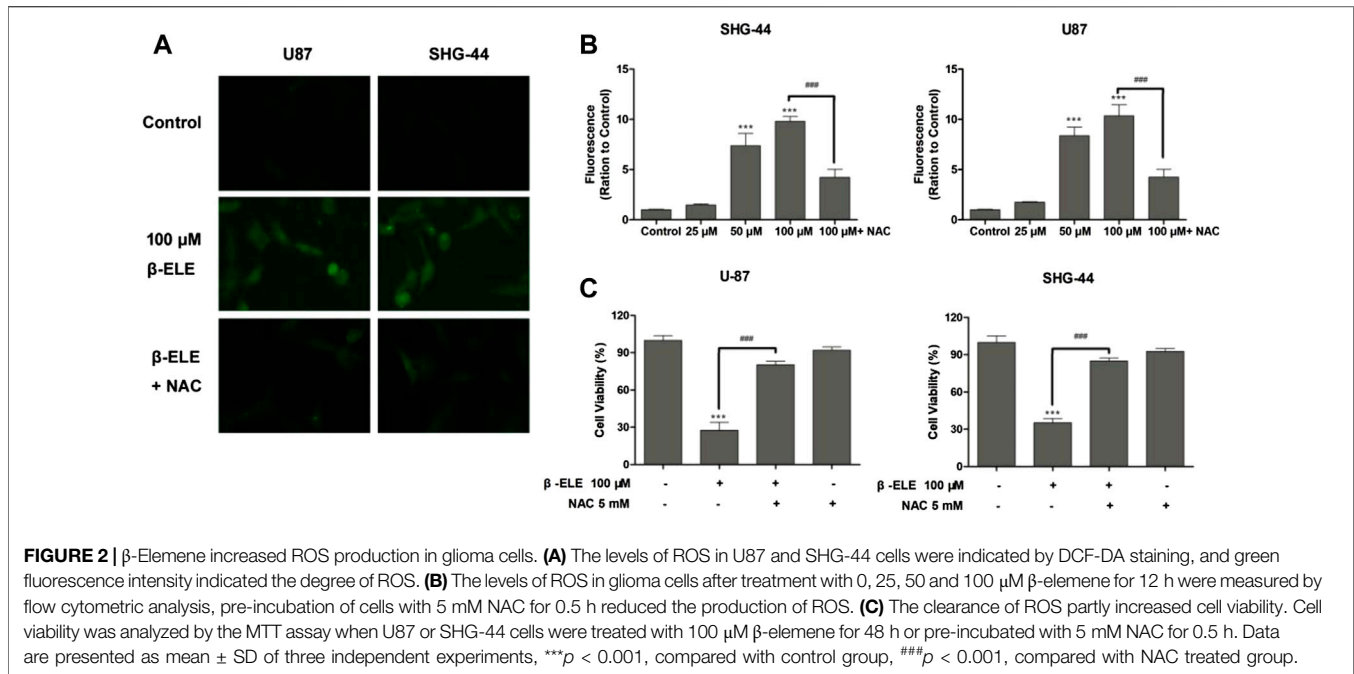 A
U87 SHG-44
Control
100 µM
β-ELE
β-ELE
+ NAC
B
SHG-44
Fluorescence
(Ration to Control)
15
10
5
0
***
***
###
Control 25 µM 50 µM 100 µM 100 µM+ NAC
U87
Fluorescence
(Ration to Control)
15
10
5
0
***
***
###
Control 25 µM 50 µM 100 µM 100 µM+ NAC
C
U-87
Cell Viability (%)
120
90
60
30
0
***
###
β -ELE 100 µM - + + -
NAC 5 mM - - + +
SHG-44
Cell Viability (%)
120
90
60
30
0
***
###
β -ELE 100 µM - + + -
NAC 5 mM - - + +
FIGURE 2 | β-Elemene increased ROS production in glioma cells. (A) The levels of ROS in U87 and SHG-44 cells were indicated by DCF-DA staining, and green
fluorescence intensity indicated the degree of ROS. (B) The levels of ROS in glioma cells after treatment with 0, 25, 50 and 100 μM β-elemene for 12 h were measured by
flow cytometric analysis, pre-incubation of cells with 5 mM NAC for 0.5 h reduced the production of ROS. (C) The clearance of ROS partly increased cell viability. Cell
viability was analyzed by the MTT assay when U87 or SHG-44 cells were treated with 100 μM β-elemene for 48 h or pre-incubated with 5 mM NAC for 0.5 h. Data
are presented as mean ± SD of three independent experiments, ***p < 0.001, compared with control group, ###p < 0.001, compared with NAC treated group.